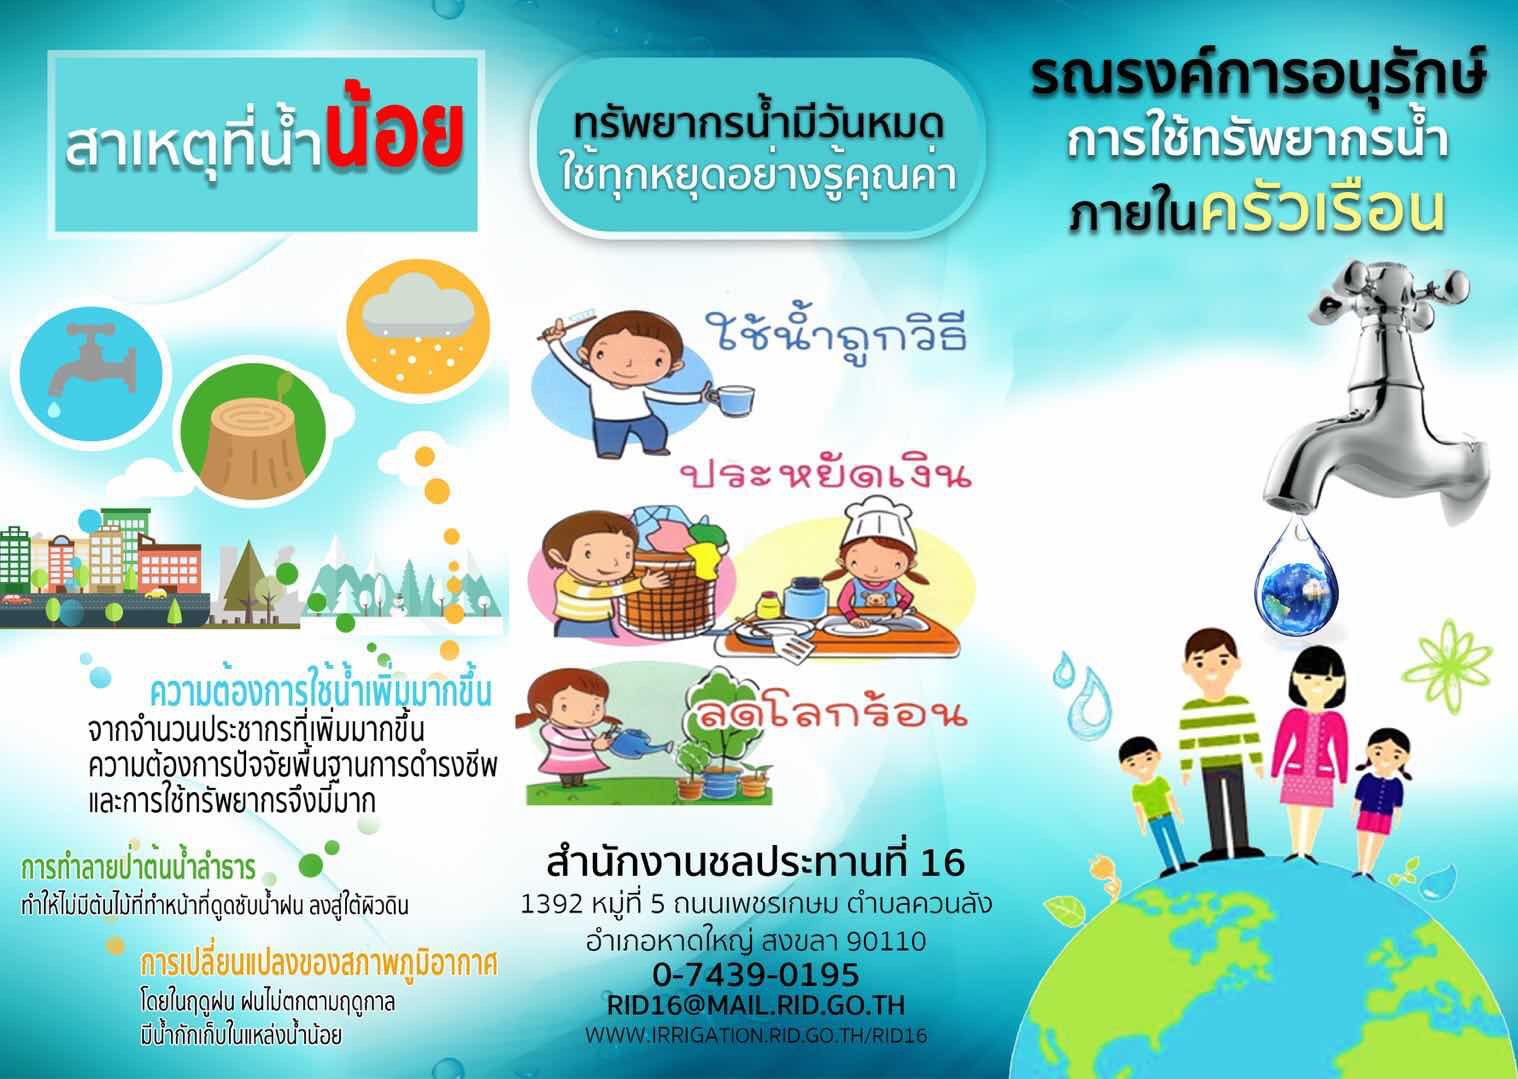 สาเหตุที่น้ำน้อย
ความต้องการใช้น้ำเพิ่มมากขึ้น
จากจำนวนประชากรที่เพิ่มมากขึ้น
ความต้องการปัจจัยพื้นฐานการดำรงชีพ
และการใช้ทรัพยากรจึงมีมาก
การทำลายป่าต้นน้ำลำธาร
ทำให้ไม่มีต้นไม้ที่ทำหน้าที่ดูดซับน้ำฝน ลงสู่ใต้ผิวดิน
การเปลี่ยนแปลงของสภาพภูมิอากาศ
โดยในฤดูฝน ฝนไม่ตกตามฤดูกาล
มีน้ำกักเก็บในแหล่งน้ำน้อย
ทรัพยากรน้ำมีวันหมด
ใช้ทุกหยุดอย่างรู้คุณค่า
ใช้น้ำถูกวิธี
ประหยัดเงิน
ลดโลกร้อน
สำนักงานชลประทานที่ 16
1392 หมู่ที่ 5 ถนนเพชรเกษม ตำบลควนลัง
อำเภอหาดใหญ่ สงขลา 90110
0-7439-0195
RID16@MAIL.RID.GO.TH
WWW.IRRIGATION.RID.GO.TH/RID16
รณรงค์การอนุรักษ์
การใช้ทรัพยากรน้ำ
ภายในครัวเรือน